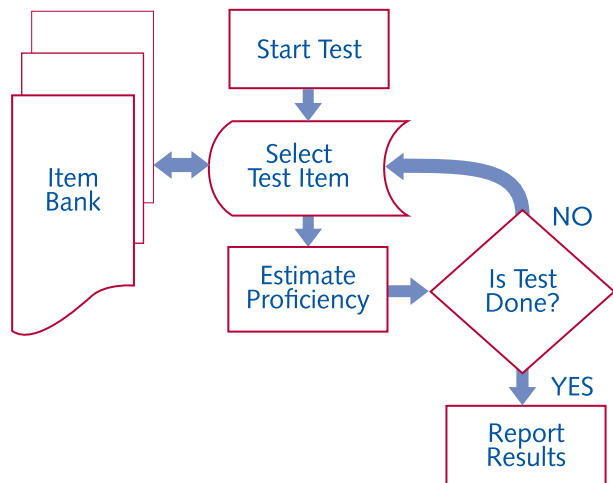 Start Test
Select
Test Item
Item
Bank
Estimate
Proficiency
Is Test
Done?
NO
YES
Report
Results